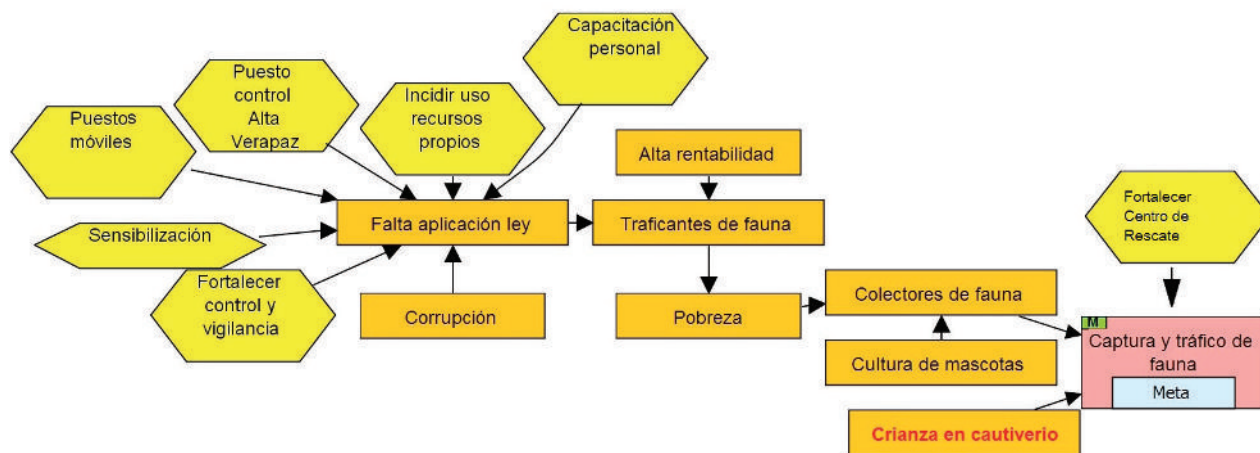 Capacitación
personal
Puesto
control
Alta
Verapaz
Incidir uso
recursos
propios
Puestos
móviles
Alta rentabilidad
Fortalecer
Centro de
Rescate
Falta aplicación ley
Traficantes de fauna
Sensibilización
Fortalecer
control y
vigilancia
Corrupción
Pobreza
Colectores de fauna
M
Captura y tráfico de
fauna
Meta
Cultura de mascotas
Crianza en cautiverio